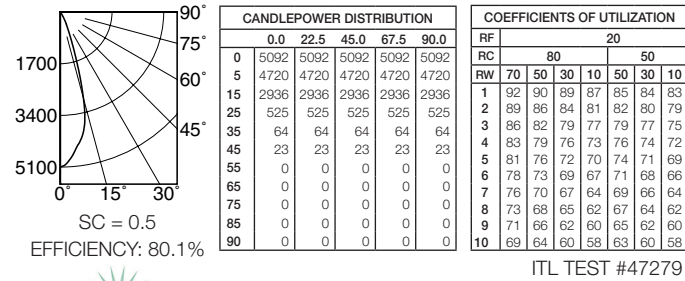 90°
75°
60°
45°
1700
3400
5100
0° 15° 30°
SC = 0.5
EFFICIENCY: 80.1%
CANDLEPOWER DISTRIBUTION
0.0 22.5 45.0 67.5 90.0
0 5092 5092 5092 5092 5092
5 4720 4720 4720 4720 4720
15 2936 2936 2936 2936 2936
25 525 525 525 525 525
35 64 64 64 64 64
45 23 23 23 23 23
55 0 0 0 0 0
65 0 0 0 0 0
75 0 0 0 0 0
85 0 0 0 0 0
90 0 0 0 0 0
COEFFICIENTS OF UTILIZATION
RF 20
RC 80 50
RW 70 50 30 10 50 30 10
1 92 90 89 87 85 84 83
2 89 86 84 81 82 80 79
3 86 82 79 77 79 77 75
4 83 79 76 73 76 74 72
5 81 76 72 70 74 71 69
6 78 73 69 67 71 68 66
7 76 70 67 64 69 66 64
8 73 68 65 62 67 64 62
9 71 66 62 60 65 62 60
10 69 64 60 58 63 60 58
ITL TEST #47279